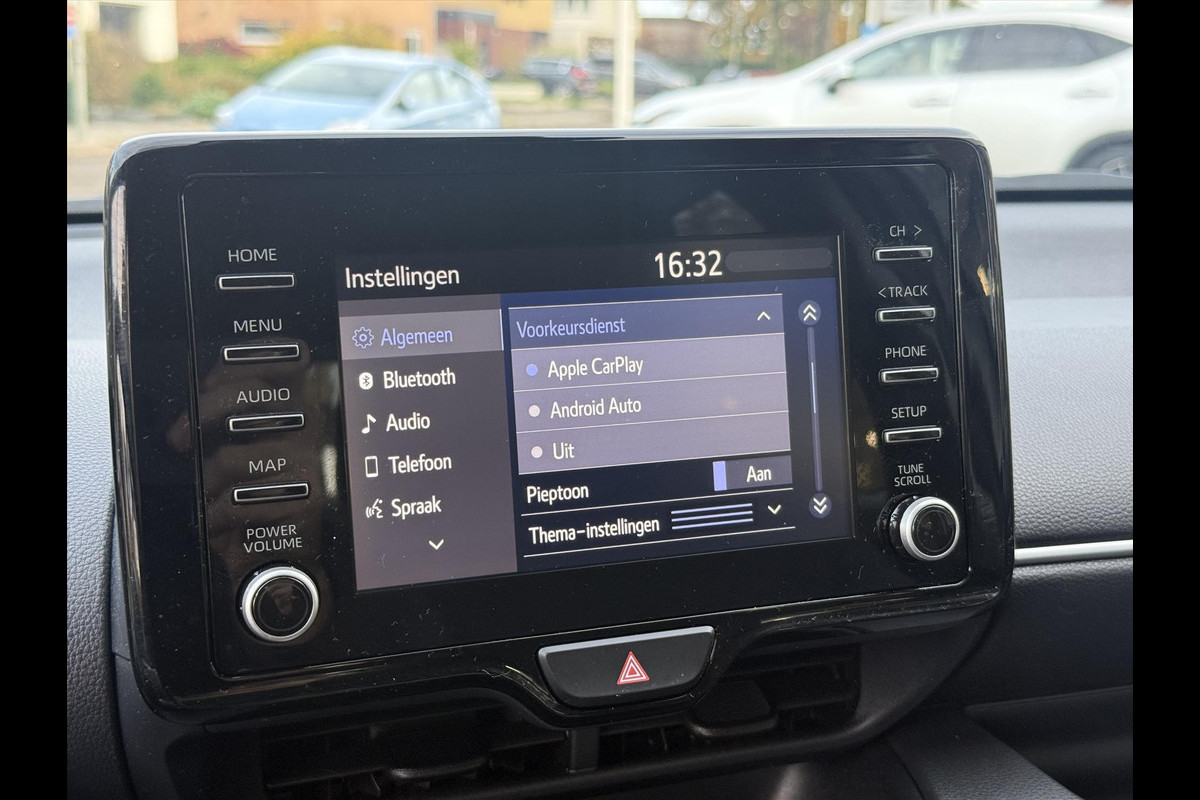 HOME
MENU
AUDIO
MAP
POWER
VOLUME
Instellingen
16:32
Algemeen
Bluetooth
Audio
Telefoon
Spraak
Voorkeursdienst
Apple CarPlay
Android Auto
Uit
Pieptoon
Aan
Thema-instellingen
CH >
< TRACK
PHONE
SETUP
TUNE
SCROLL